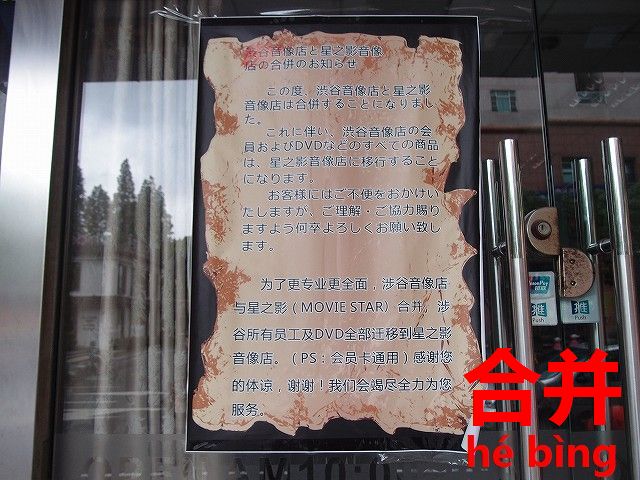 渋谷音像店と星之影音像
店の合併のお知らせ
この度、渋谷音像店と星之影
音像店は合併することになりまし
た。
これに伴い、渋谷音像店の会
員およびDVDなどのすべての商品
は、星之影音像店に移行すること
になります。
お客様にはご不便をおかけい
たしますが、ご理解・ご協力賜り
ますよう何卒よろしくお願い致し
ます。
为了更专业更全面，涉谷音像店
与星之影（MOVIE STAR）合并，涉
谷所有员工及DVD全部迁移到星之影
音像店。（PS：会员卡通用）感谢您
的体谅，谢谢！我们会竭尽全力为您
服务。
推
Push
推
Push
合并
hé bìng